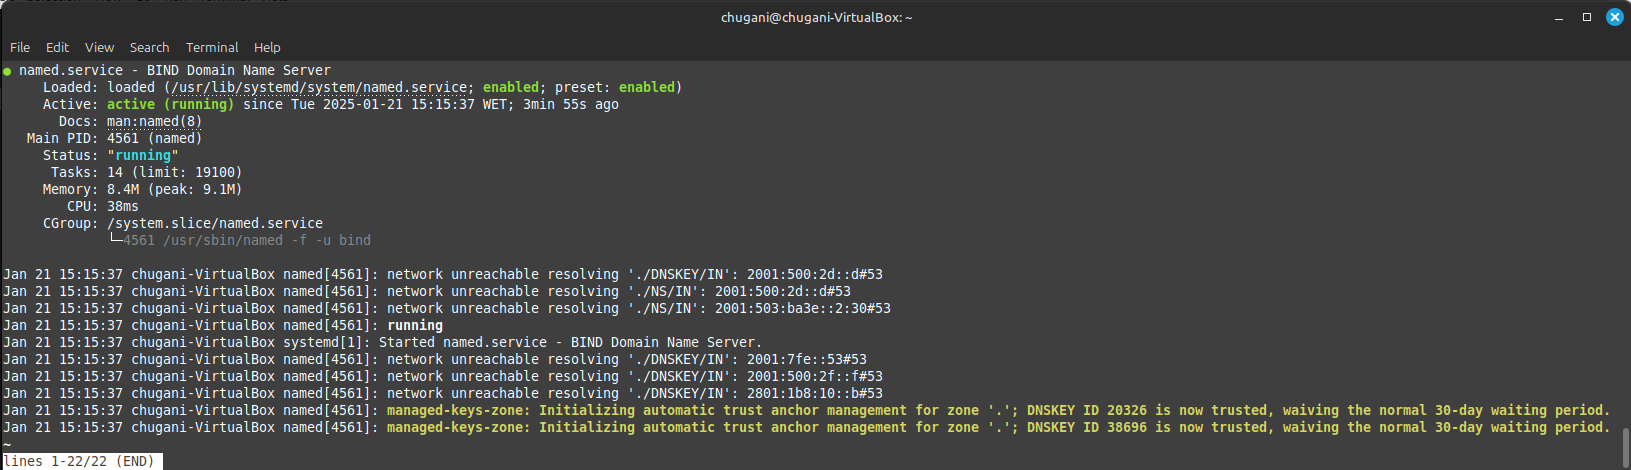 chugani@chugani-VirtualBox: ~
File Edit View Search Terminal Help
● named.service - BIND Domain Name Server
     Loaded: loaded (/usr/lib/systemd/system/named.service; enabled; preset: enabled)
     Active: active (running) since Tue 2025-01-21 15:15:37 WET; 3min 55s ago
       Docs: man:named(8)
   Main PID: 4561 (named)
     Status: "running"
      Tasks: 14 (limit: 19100)
     Memory: 8.4M (peak: 9.1M)
        CPU: 38ms
     CGroup: /system.slice/named.service
             └─4561 /usr/sbin/named -f -u bind
Jan 21 15:15:37 chugani-VirtualBox named[4561]: network unreachable resolving './DNSKEY/IN': 2001:500:2d::d#53
Jan 21 15:15:37 chugani-VirtualBox named[4561]: network unreachable resolving './NS/IN': 2001:500:2d::d#53
Jan 21 15:15:37 chugani-VirtualBox named[4561]: network unreachable resolving './NS/IN': 2001:503:ba3e::2:30#53
Jan 21 15:15:37 chugani-VirtualBox named[4561]: running
Jan 21 15:15:37 chugani-VirtualBox systemd[1]: Started named.service - BIND Domain Name Server.
Jan 21 15:15:37 chugani-VirtualBox named[4561]: network unreachable resolving './DNSKEY/IN': 2001:7fe::53#53
Jan 21 15:15:37 chugani-VirtualBox named[4561]: network unreachable resolving './DNSKEY/IN': 2001:500:2f::f#53
Jan 21 15:15:37 chugani-VirtualBox named[4561]: network unreachable resolving './DNSKEY/IN': 2801:1b8:10::b#53
Jan 21 15:15:37 chugani-VirtualBox named[4561]: managed-keys-zone: Initializing automatic trust anchor management for zone '.'; DNSKEY ID 20326 is now trusted, waiving the normal 30-day waiting period.
Jan 21 15:15:37 chugani-VirtualBox named[4561]: managed-keys-zone: Initializing automatic trust anchor management for zone '.'; DNSKEY ID 38696 is now trusted, waiving the normal 30-day waiting period.
~
lines 1-22/22 (END)